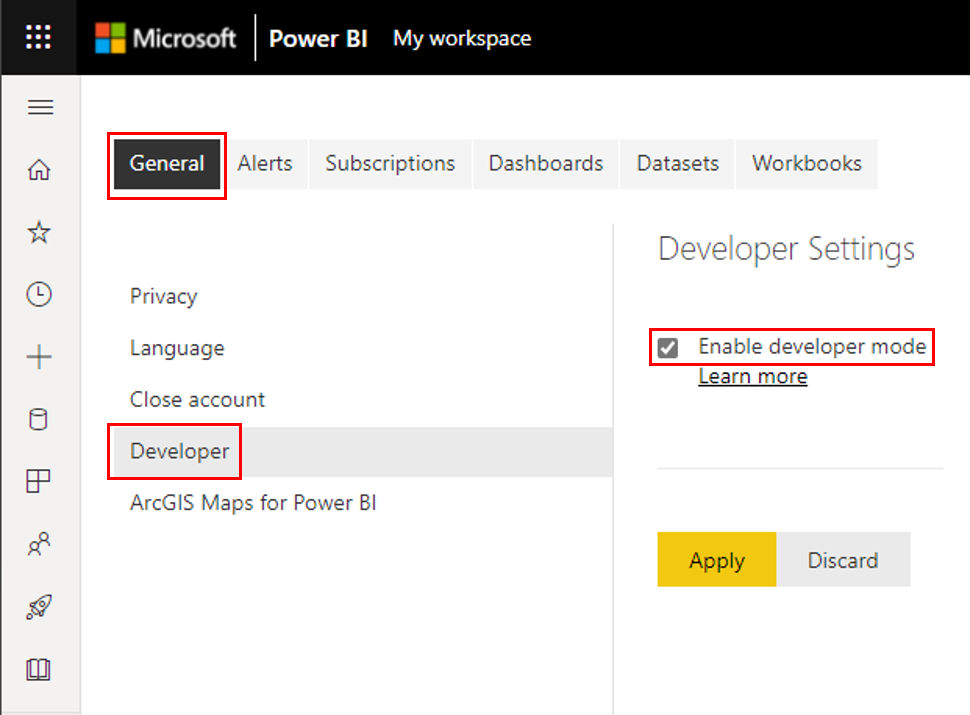 Microsoft Power BI My workspace
General Alerts Subscriptions Dashboards Datasets Workbooks
Privacy
Language
Close account
Developer
ArcGIS Maps for Power BI
Developer Settings
Enable developer mode
Learn more
Apply Discard